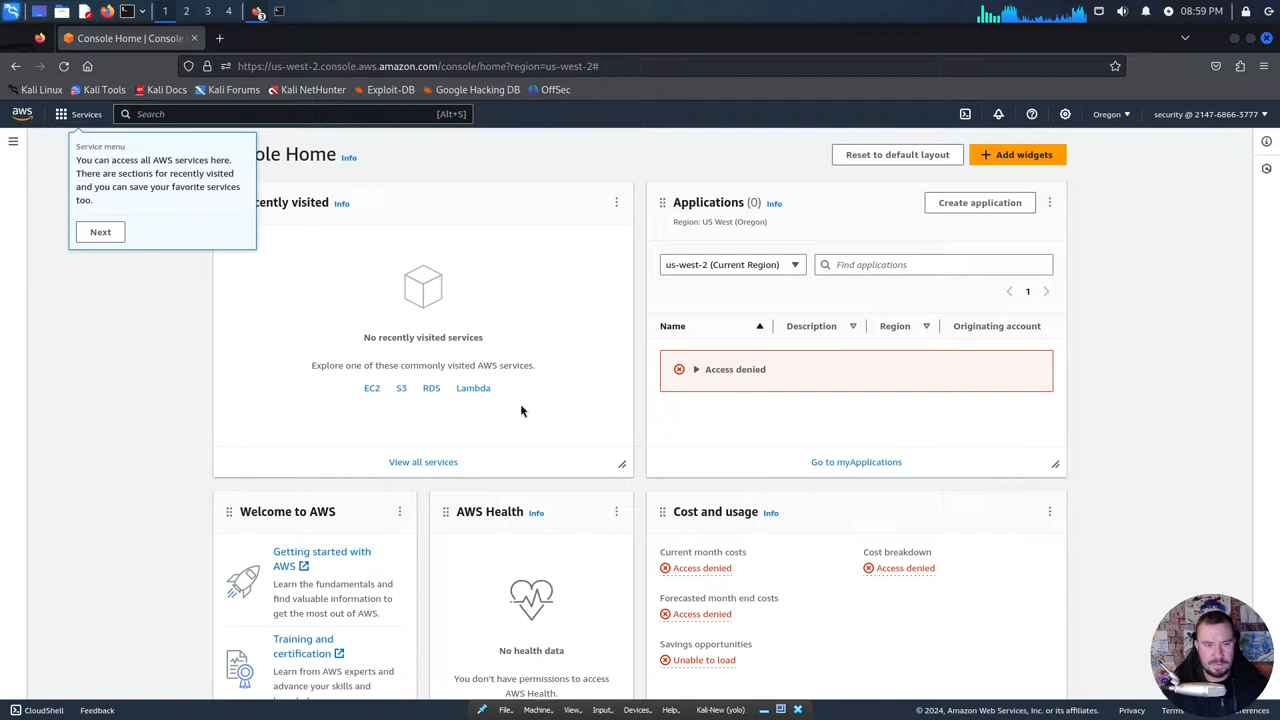 1 2 3 4
3
08:59 PM
Console Home | Console
https://us-west-2.console.aws.amazon.com/console/home?region=us-west-2#
Kali Linux
Kali Tools
Kali Docs
Kali Forums
Kali NetHunter
Exploit-DB
Google Hacking DB
OffSec
aws
Services
Search
[Alt+S]
Oregon
security @ 2147-6866-3777
Service menu
You can access all AWS services here.
There are sections for recently visited
and you can save your favorite services
too.
Next
ole Home Info
Reset to default layout
Add widgets
cently visited Info
No recently visited services
Explore one of these commonly visited AWS services.
EC2 S3 RDS Lambda
View all services
Applications (0) Info
Region: US West (Oregon)
Create application
us-west-2 (Current Region)
Find applications
1
Name Description Region Originating account
Access denied
Go to myApplications
Welcome to AWS
Getting started with
AWS
Learn the fundamentals and
find valuable information to
get the most out of AWS.
Training and
certification
Learn from AWS experts and
advance your skills and
AWS Health Info
No health data
You don't have permissions to access
AWS Health.
Cost and usage Info
Current month costs
Access denied
Forecasted month end costs
Access denied
Savings opportunities
Unable to load
Cost breakdown
Access denied
CloudShell
Feedback
File..
Machine..
View..
Input..
Devices..
Help..
Kali-New (yolo)
© 2024, Amazon Web Services, Inc. or its affiliates.
Privacy
Terms
erences